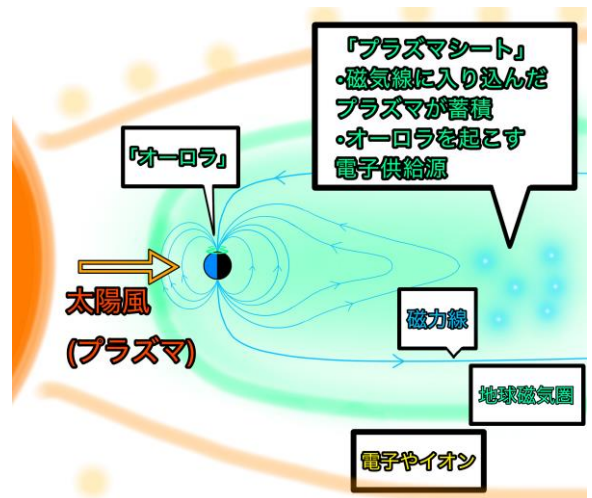 「プラズマシート」
・磁気線に入り込んだ
プラズマが蓄積
・オーロラを起こす
電子供給源
「オーロラ」
太陽風
(プラズマ)
磁力線
地球磁気圏
電子やイオン